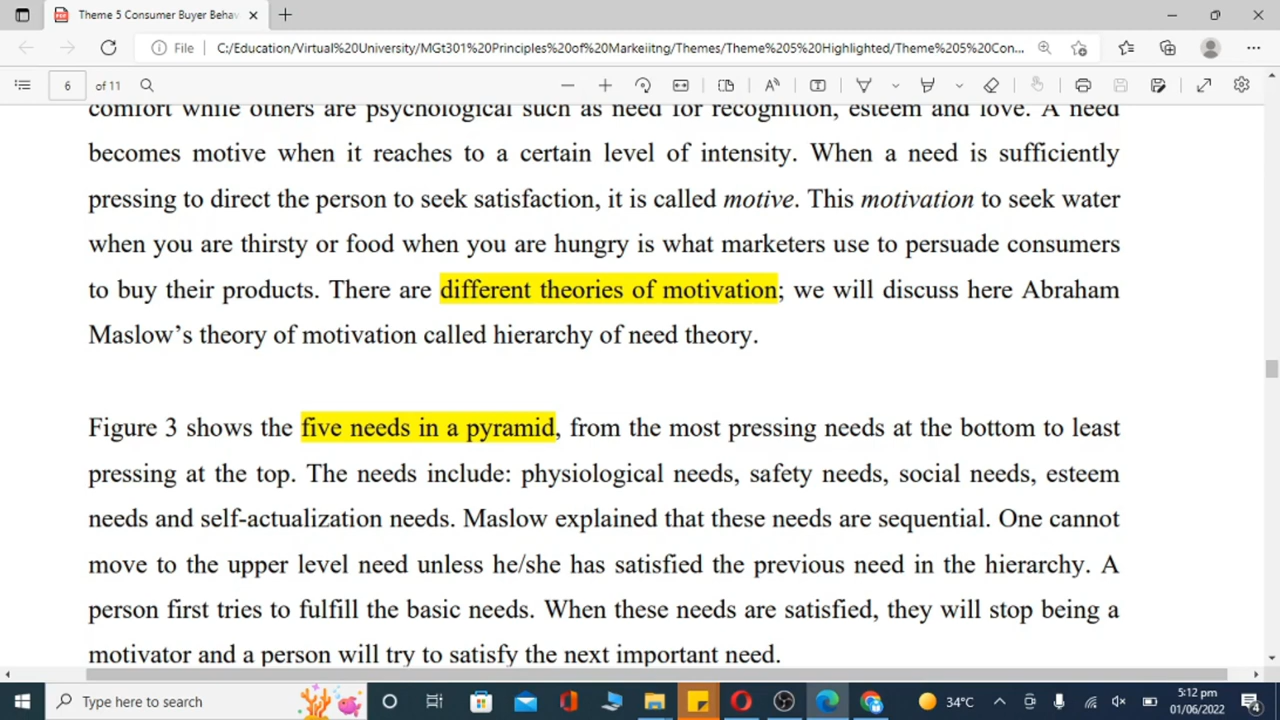 Theme 5 Consumer Buyer Behav
File C:/Education/Virtual%20University/MGt301%20Principles%20of%20Markeiitng/Themes/Theme%205%20Highlighted/Theme%205%20Con...
6 of 11
comfort while others are psychological such as need for recognition, esteem and love. A need
becomes motive when it reaches to a certain level of intensity. When a need is sufficiently
pressing to direct the person to seek satisfaction, it is called motive. This motivation to seek water
when you are thirsty or food when you are hungry is what marketers use to persuade consumers
to buy their products. There are different theories of motivation; we will discuss here Abraham
Maslow’s theory of motivation called hierarchy of need theory.
Figure 3 shows the five needs in a pyramid, from the most pressing needs at the bottom to least
pressing at the top. The needs include: physiological needs, safety needs, social needs, esteem
needs and self-actualization needs. Maslow explained that these needs are sequential. One cannot
move to the upper level need unless he/she has satisfied the previous need in the hierarchy. A
person first tries to fulfill the basic needs. When these needs are satisfied, they will stop being a
motivator and a person will try to satisfy the next important need.
Type here to search
34°C
5:12 pm
01/06/2022
4